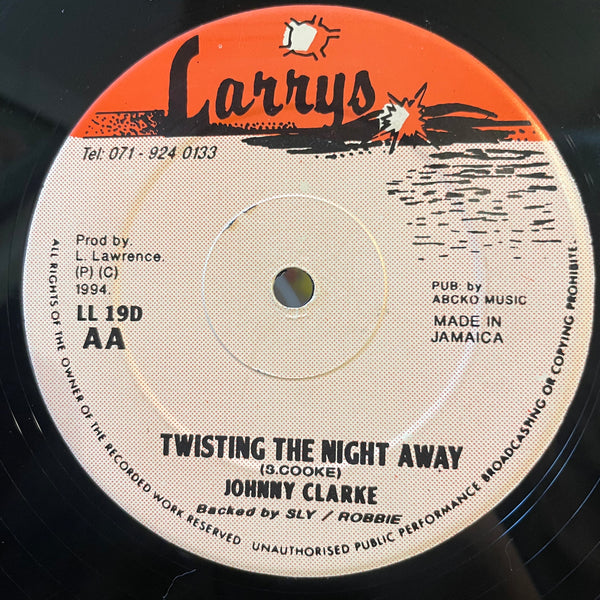 Larrys
Tel: 071 - 924 0133
Prod by.
L. Lawrence.
(P) (C)
1994.
LL 19D
AA
PUB: by
ABCKO MUSIC
MADE IN
JAMAICA
TWISTING THE NIGHT AWAY
(S.COOKE)
JOHNNY CLARKE
Backed by SLY / ROBBIE
ALL RIGHTS OF THE OWNER OF THE RECORDED WORK RESERVED UNAUTHORISED PUBLIC PERFORMANCE BROADCASTING OR COPYING PROHIBITE.